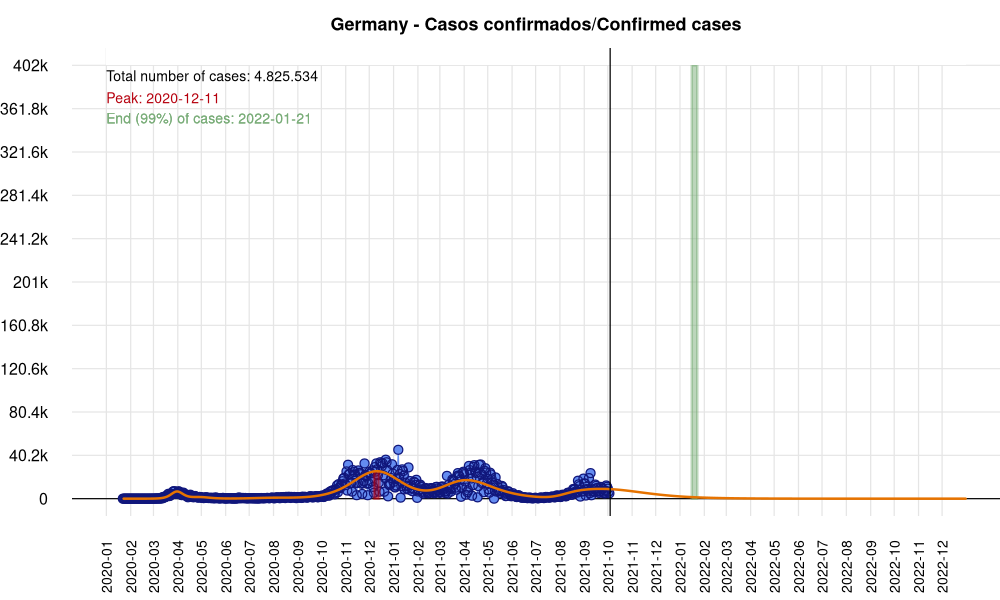 Germany - Casos confirmados/Confirmed cases
Total number of cases: 4.825.534
Peak: 2020-12-11
End (99%) of cases: 2022-01-21
402k
361.8k
321.6k
281.4k
241.2k
201k
160.8k
120.6k
80.4k
40.2k
0
2020-01
2020-02
2020-03
2020-04
2020-05
2020-06
2020-07
2020-08
2020-09
2020-10
2020-11
2020-12
2021-01
2021-02
2021-03
2021-04
2021-05
2021-06
2021-07
2021-08
2021-09
2021-10
2021-11
2021-12
2022-01
2022-02
2022-03
2022-04
2022-05
2022-06
2022-07
2022-08
2022-09
2022-10
2022-11
2022-12